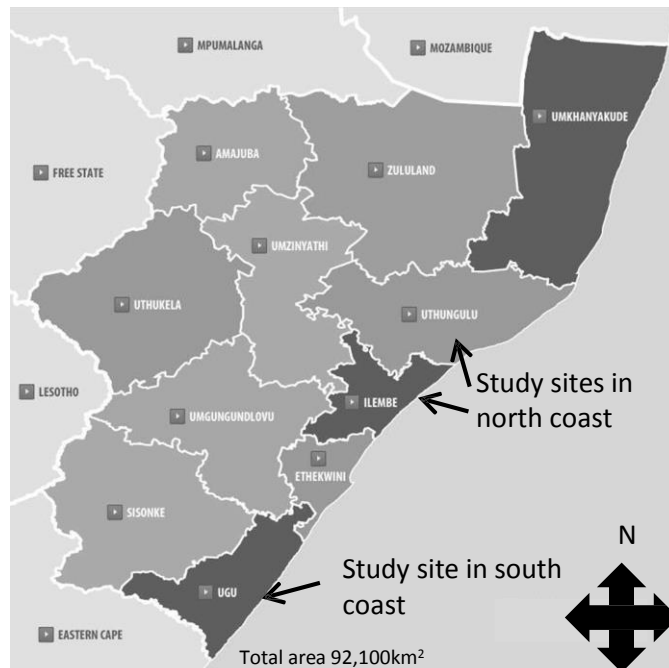 MPUMALANGA
MOZAMBIQUE
UMKHANYAKUDE
AMAJUBA
FREE STATE
ZULULAND
UMZINYATHI
UTHUKELA
UTHUNGULU
LESOTHO
Study sites in
north coast
ILEMBE
UMGUNGUNDLOVU
ETHEKWINI
SISONKE
N
Study site in south
coast
UGU
EASTERN CAPE
Total area 92,100km²